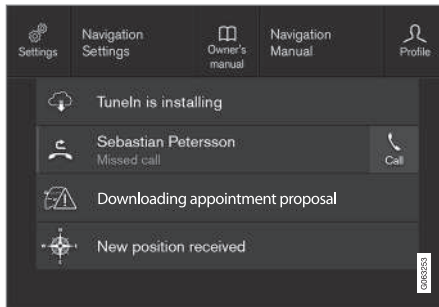 Settings
Navigation
Settings
Owner's
manual
Navigation
Manual
Profile
TuneIn is installing
Sebastian Petersson
Missed call
Call
Downloading appointment proposal
New position received
G063253